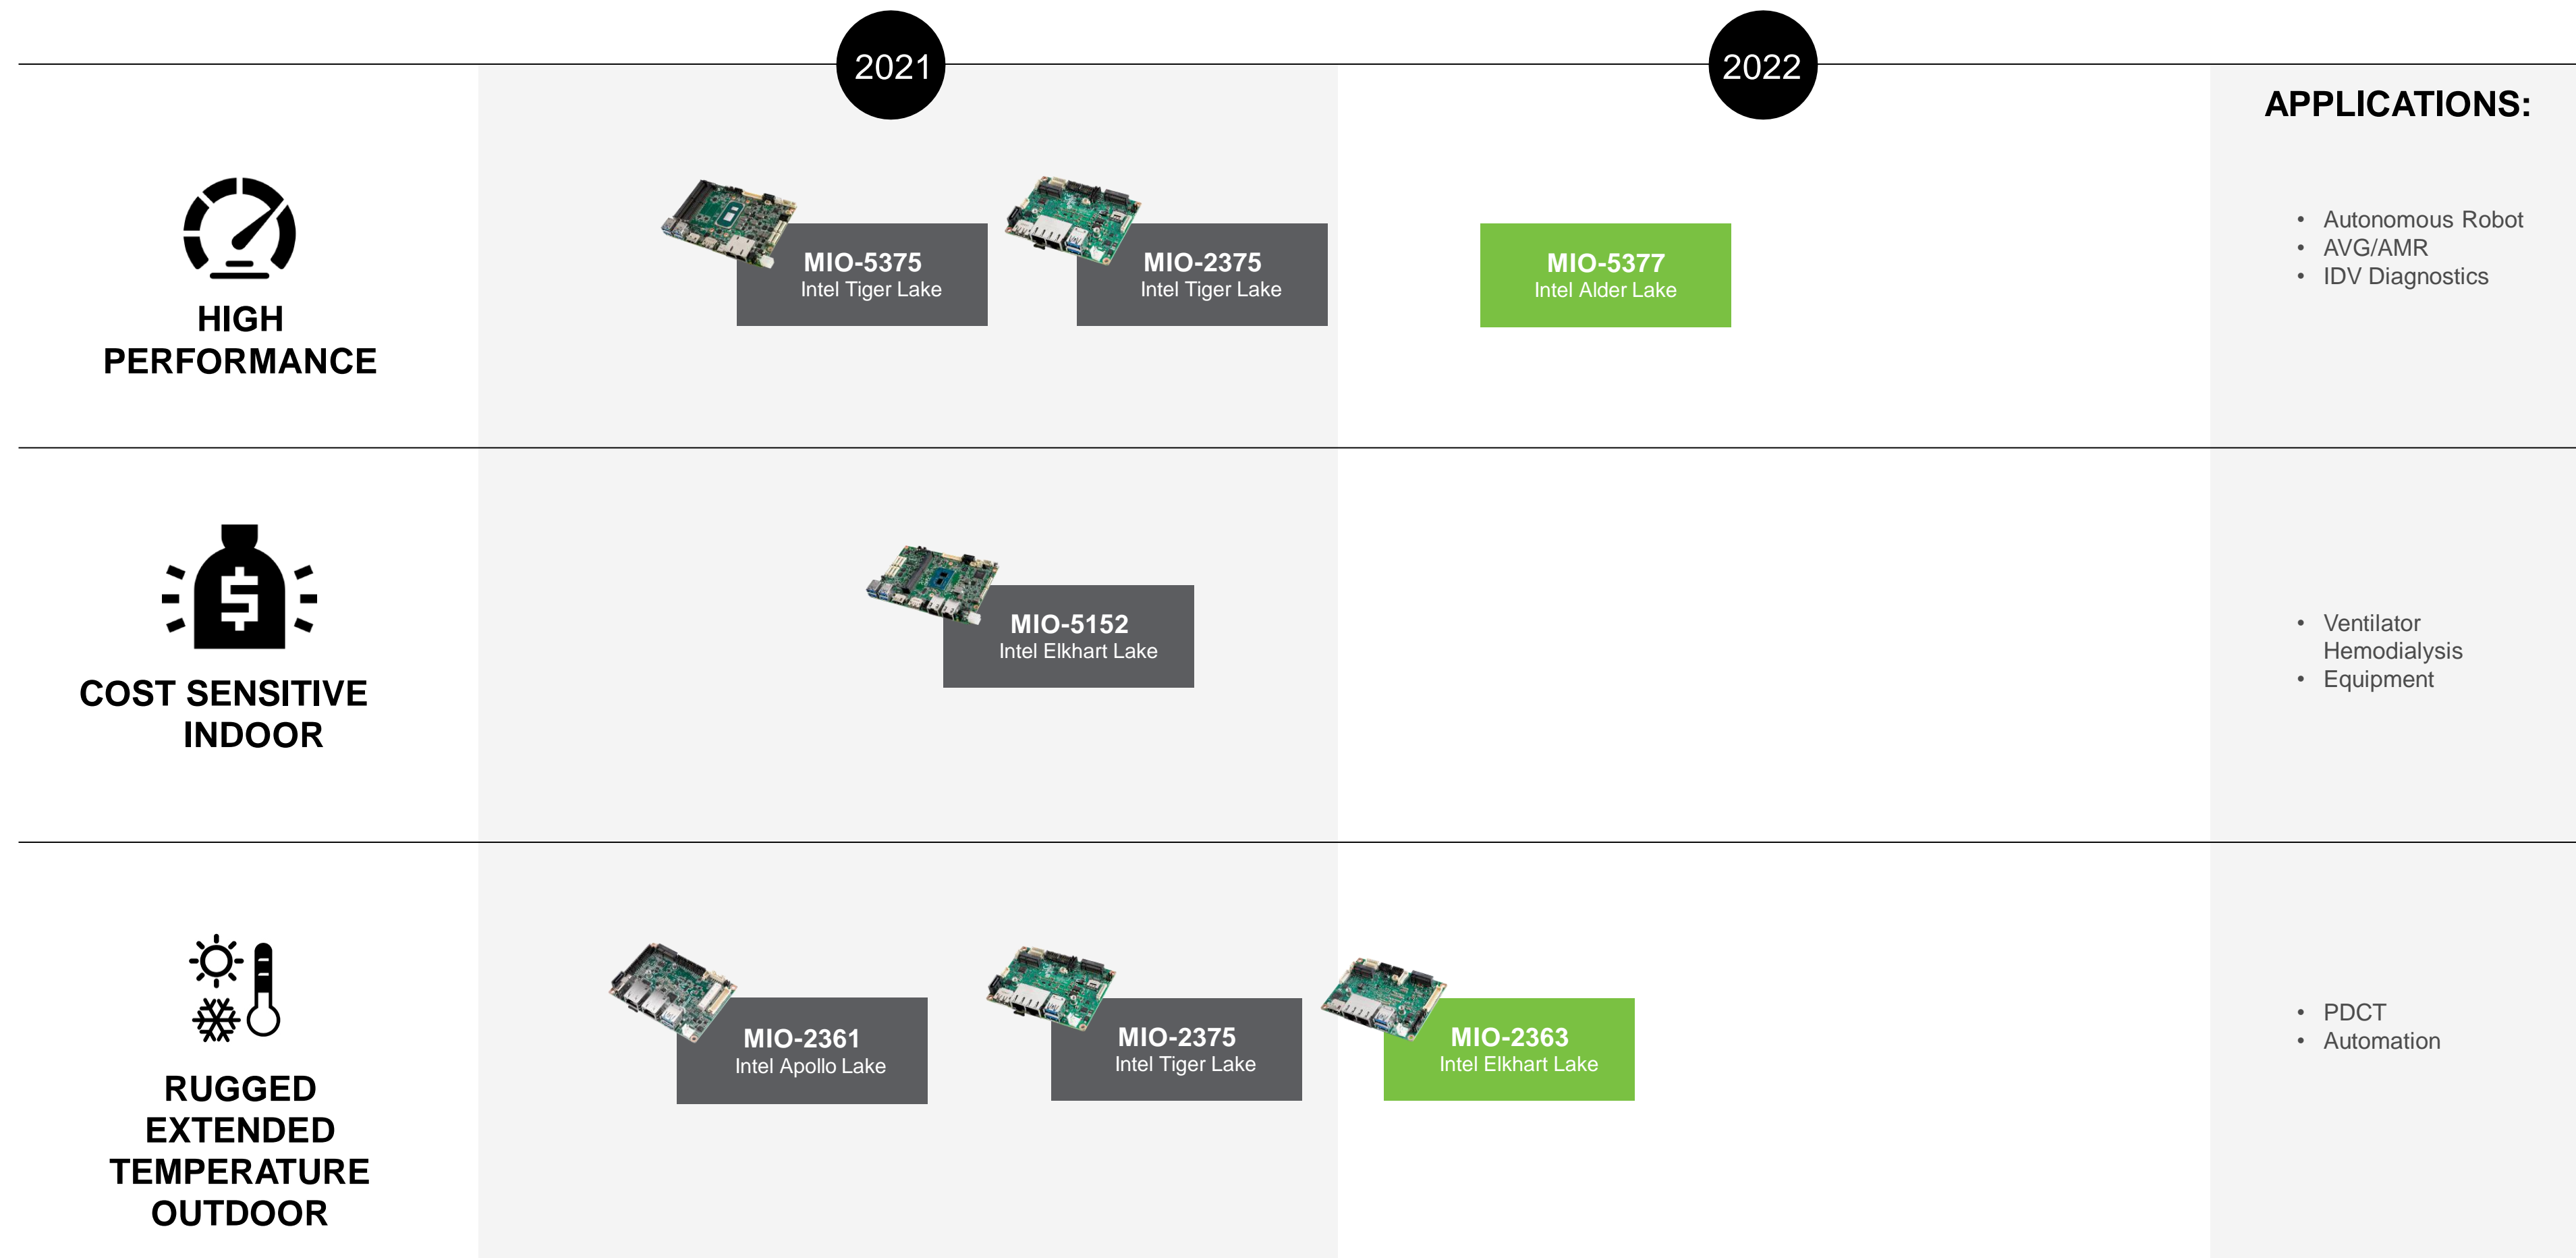 2021
2022
APPLICATIONS:
HIGH
PERFORMANCE
MIO-5375
Intel Tiger Lake
MIO-2375
Intel Tiger Lake
MIO-5377
Intel Alder Lake
• Autonomous Robot
• AVG/AMR
• IDV Diagnostics
COST SENSITIVE
INDOOR
MIO-5152
Intel Elkhart Lake
• Ventilator
Hemodialysis
• Equipment
RUGGED
EXTENDED
TEMPERATURE
OUTDOOR
MIO-2361
Intel Apollo Lake
MIO-2375
Intel Tiger Lake
MIO-2363
Intel Elkhart Lake
• PDCT
• Automation